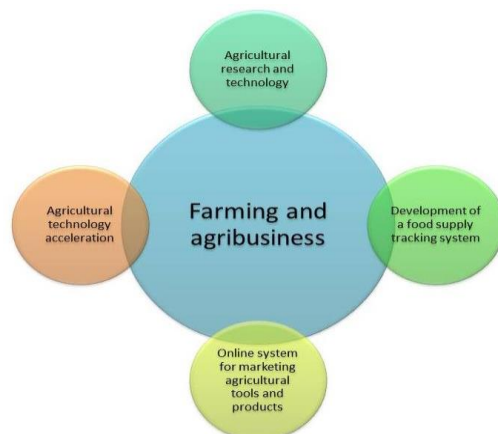 Agricultural
research and
technology
Agricultural
technology
acceleration
Farming and
agribusiness
Development of
a food supply
tracking system
Online system
for marketing
agricultural
tools and
products